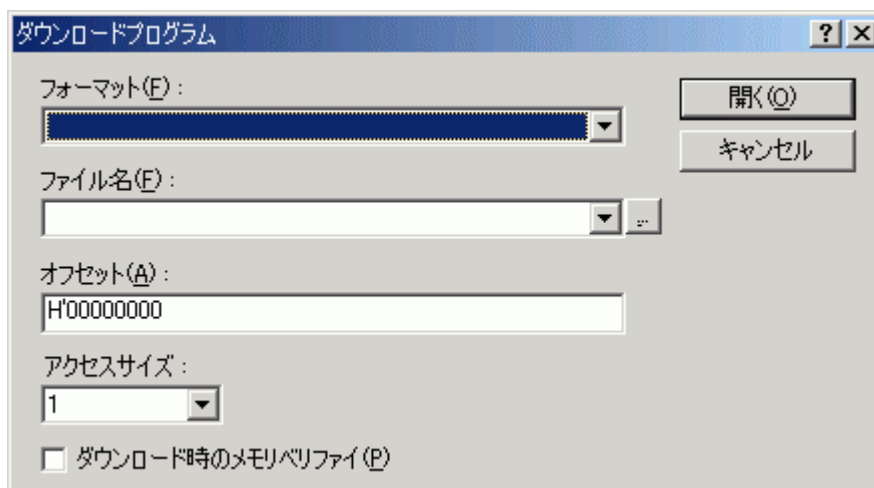 ダウンロードプログラム
フォーマット(F):
開く(O)
キャンセル
ファイル名(F):
...
オフセット(A):
H'00000000
アクセスサイズ:
1
ダウンロード時のメモリベリファイ(P)